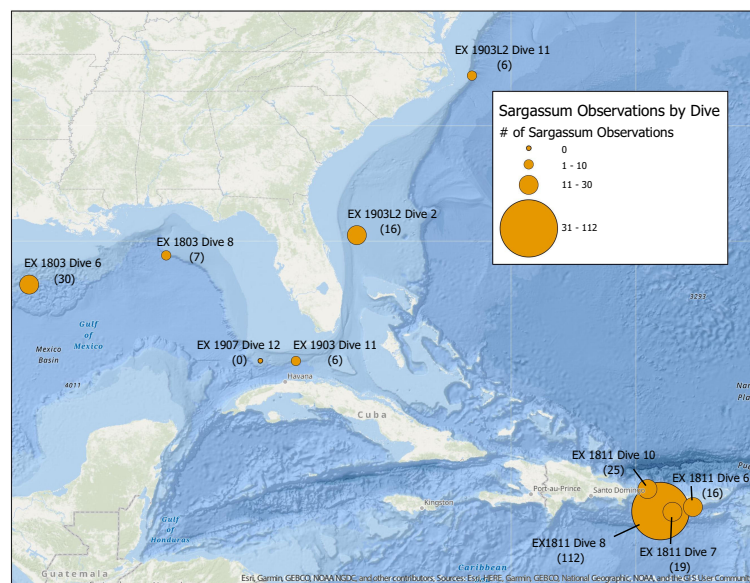 EX 1903L2 Dive 11
(6)
Sargassum Observations by Dive
# of Sargassum Observations
0
1 - 10
11 - 30
31 - 112
EX 1903L2 Dive 2
(16)
EX 1803 Dive 8
(7)
EX 1803 Dive 6
(30)
3293
Gulf
of
Mexico
Mexico
Basin
4011
EX 1907 Dive 12
(0)
EX 1903 Dive 11
(6)
Havana
Cuba
EX 1811 Dive 10
(25)
EX 1811 Dive 6
(16)
Port-au-Prince
Santo Domingo
Kingston
EX1811 Dive 8
(112)
EX 1811 Dive 7
(19)
Gulf
of
Honduras
Guatemala
Caribbean
Esri, Garmin, GEBCO, NOAA NGDC, and other contributors, Sources: Esri, HERE, Garmin, GEBCO, National Geographic, NOAA, and the GIS User Communit